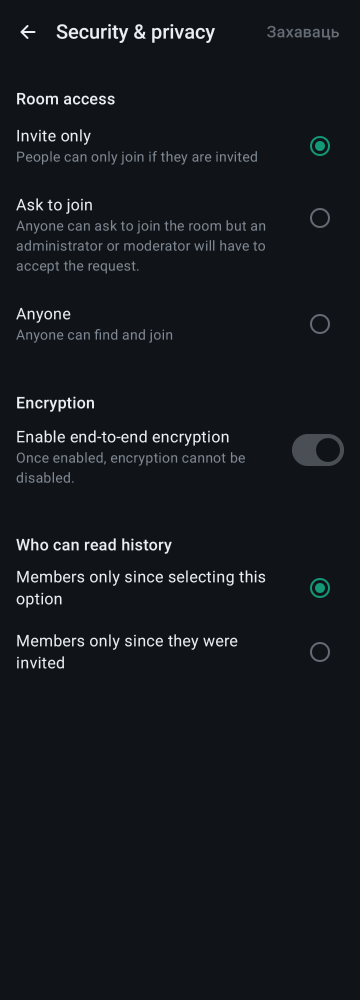 Security & privacy
Захаваць
Room access
Invite only
People can only join if they are invited
Ask to join
Anyone can ask to join the room but an
administrator or moderator will have to
accept the request.
Anyone
Anyone can find and join
Encryption
Enable end-to-end encryption
Once enabled, encryption cannot be
disabled.
Who can read history
Members only since selecting this
option
Members only since they were
invited